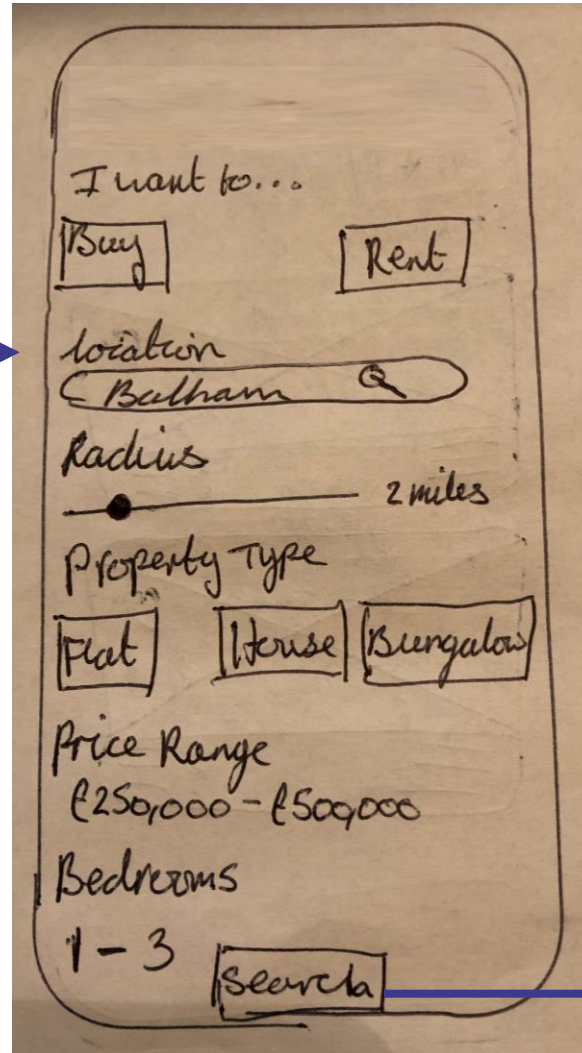 I want to...
Buy Rent
location
Balham
Radius
2 miles
Property Type
Flat House Bungalow
Price Range
£250,000 - £500,000
Bedrooms
1 - 3
Search